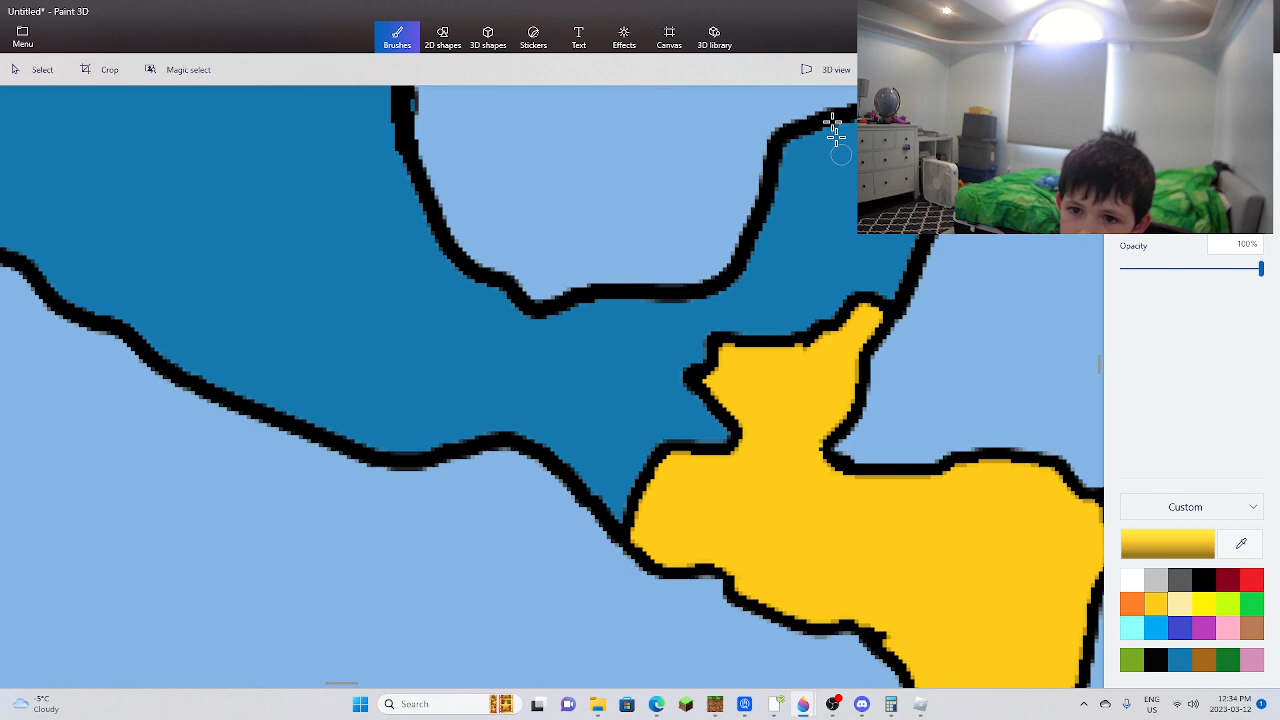 Untitled* - Paint 3D
Menu
Brushes
2D shapes
3D shapes
Stickers
Text
Effects
Canvas
3D library
Select
Crop
Magic select
3D view
Opacity
100%
Custom
-5°C
Cloudy
Search
ENG
US
12:34 PM
2023-03-12
1